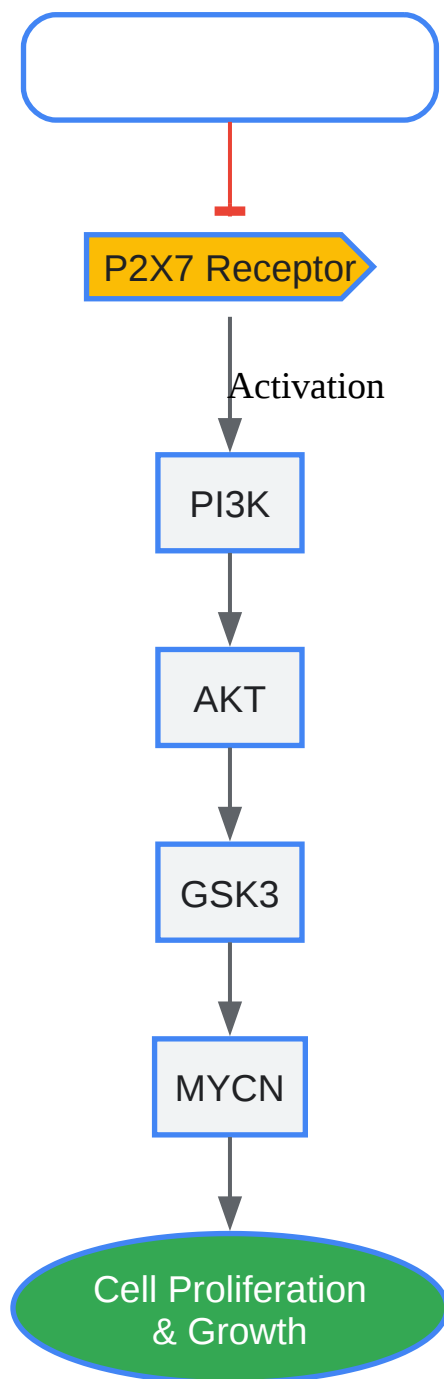 P2X7 Receptor
Activation
PI3K
AKT
GSK3
MYCN
Cell Proliferation
& Growth